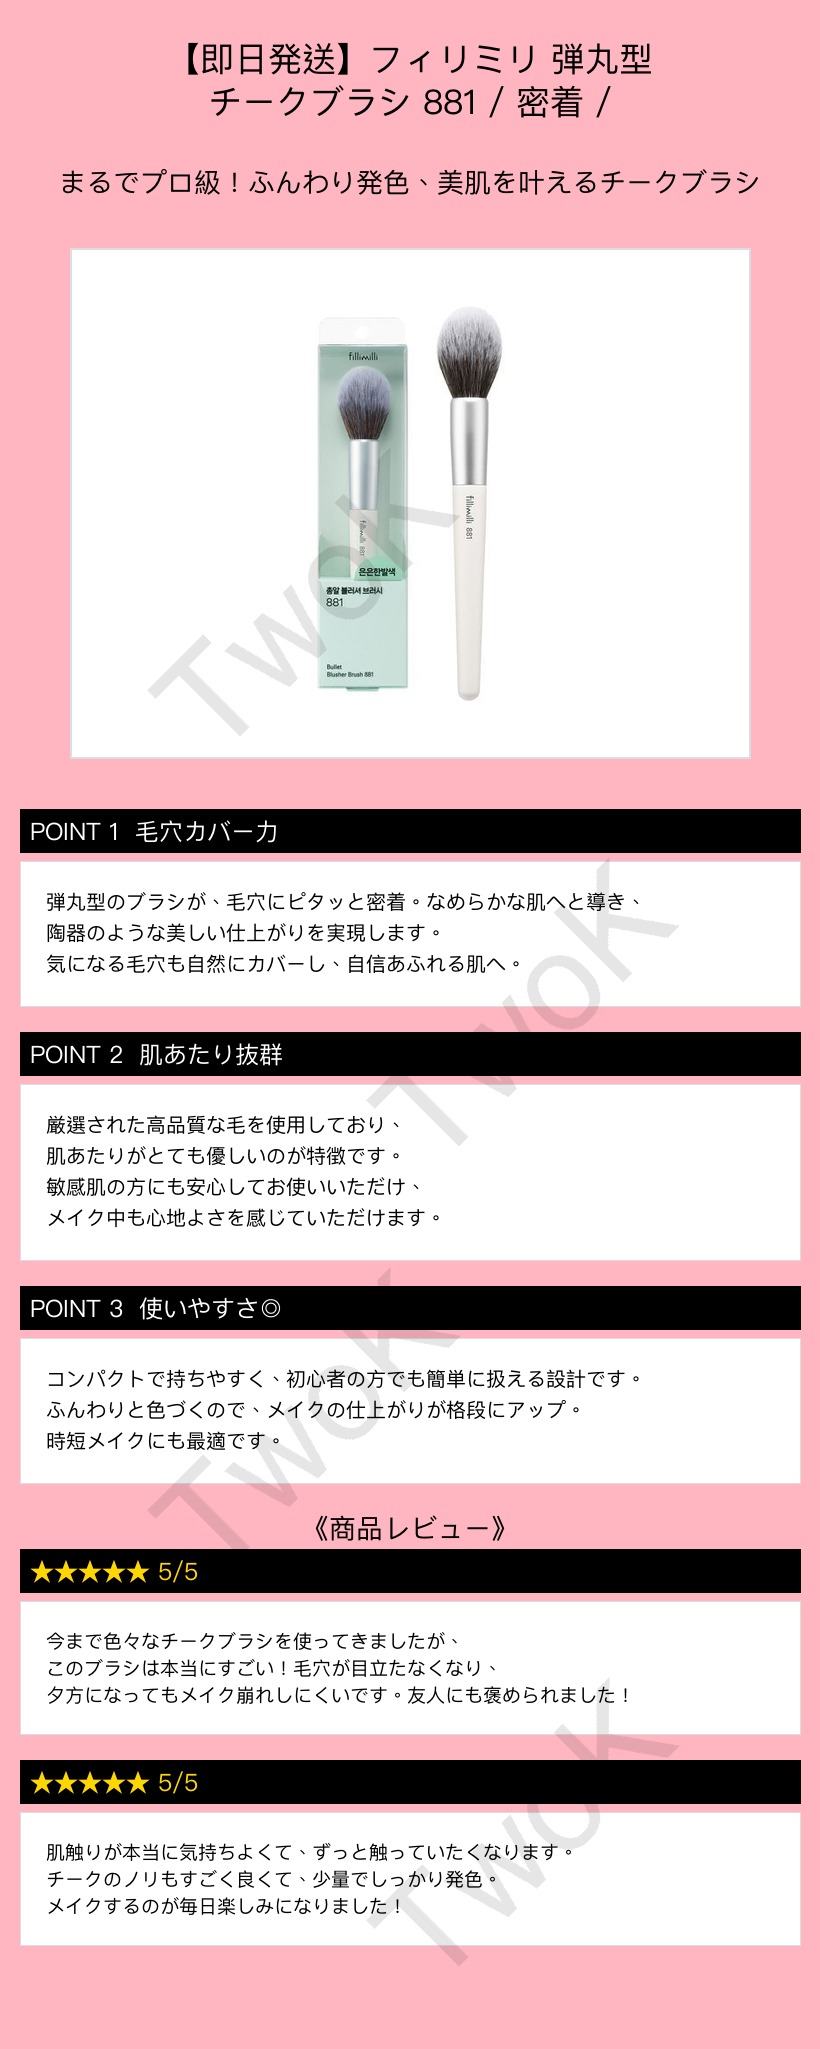 【即日発送】フィリミリ 弾丸型
チークブラシ 881 / 密着 /
まるでプロ級！ふんわり発色、美肌を叶えるチークブラシ
fillimilli
fillimilli 881
fillimilli 881
은은한발색
총알 블러셔 브러시
881
Bullet
Blusher Brush 881
TwoK
POINT 1 毛穴カバー力
弾丸型のブラシが、毛穴にピタッと密着。なめらかな肌へと導き、
陶器のような美しい仕上がりを実現します。
気になる毛穴も自然にカバーし、自信あふれる肌へ。
TwoK
POINT 2 肌あたり抜群
厳選された高品質な毛を使用しており、
肌あたりがとても優しいのが特徴です。
敏感肌の方にも安心してお使いいただけ、
メイク中も心地よさを感じていただけます。
POINT 3 使いやすさ◎
コンパクトで持ちやすく、初心者の方でも簡単に扱える設計です。
ふんわりと色づくので、メイクの仕上がりが格段にアップ。
時短メイクにも最適です。
TwoK
《商品レビュー》
★★★★★ 5/5
今まで色々なチークブラシを使ってきましたが、
このブラシは本当にすごい！毛穴が目立たなくなり、
夕方になってもメイク崩れしにくいです。友人にも褒められました！
★★★★★ 5/5
肌触りが本当に気持ちよくて、ずっと触っていたくなります。
チークのノリもすごく良くて、少量でしっかり発色。
メイクするのが毎日楽しみになりました！
TwoK